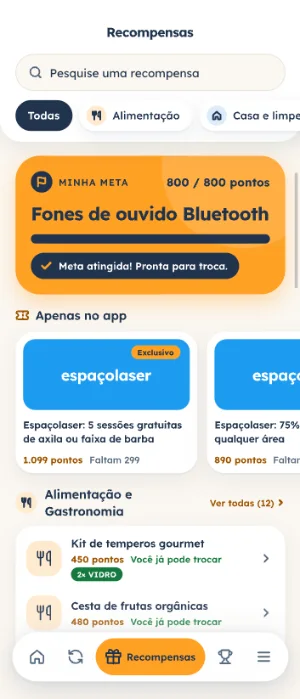 Recompensas
Pesquise uma recompensa
Todas
Alimentação
Casa e limpe
MINHA META
800 / 800 pontos
Fones de ouvido Bluetooth
Meta atingida! Pronta para troca.
Apenas no app
Exclusivo
espaçolaser
Espaçolaser: 5 sessões gratuitas
de axila ou faixa de barba
1.099 pontos Faltam 299
espaço
Espaçolaser: 75%
qualquer área
890 pontos Faltar
Alimentação e
Gastronomia
Ver todas (12)
Kit de temperos gourmet
450 pontos Você já pode trocar
2x VIDRO
Cesta de frutas orgânicas
480 pontos Você já pode trocar
Recompensas